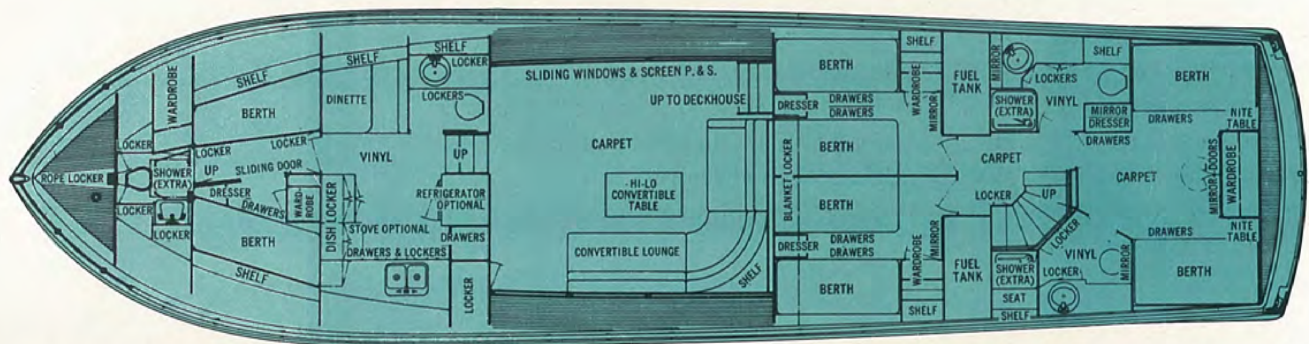 ROPE LOCKER
LOCKER
WARDROBE
SHELF
BERTH
LOCKER
LOCKER
LOCKER
SHOWER
(EXTRA)
UP
SLIDING DOOR
DRESSER
DRAWERS
WARD-
ROBE
LOCKER
LOCKER
BERTH
SHELF
SHELF
DINETTE
SHELF
LOCKER
LOCKERS
VINYL
UP
REFRIGERATOR
OPTIONAL
DISH LOCKER
STOVE OPTIONAL
DRAWERS & LOCKERS
DRAWERS
LOCKER
SLIDING WINDOWS & SCREEN P. & S.
UP TO DECKHOUSE
CARPET
HI-LO
CONVERTIBLE
TABLE
CONVERTIBLE LOUNGE
SHELF
BERTH
DRESSER
DRAWERS
DRAWERS
BERTH
BLANKET LOCKER
BERTH
DRESSER
DRAWERS
DRAWERS
BERTH
SHELF
WARDROBE
MIRROR
FUEL
TANK
CARPET
MIRROR
WARDROBE
SHELF
FUEL
TANK
MIRROR
SHELF
LOCKERS
SHOWER
(EXTRA)
VINYL
MIRROR
DRESSER
DRAWERS
BERTH
DRAWERS
NITE
TABLE
CARPET
MIRROR-DOORS
WARDROBE
LOCKER
UP
LOCKER
VINYL
SHOWER
(EXTRA)
LOCKER
MIRROR
SEAT
SHELF
DRAWERS
NITE
TABLE
BERTH